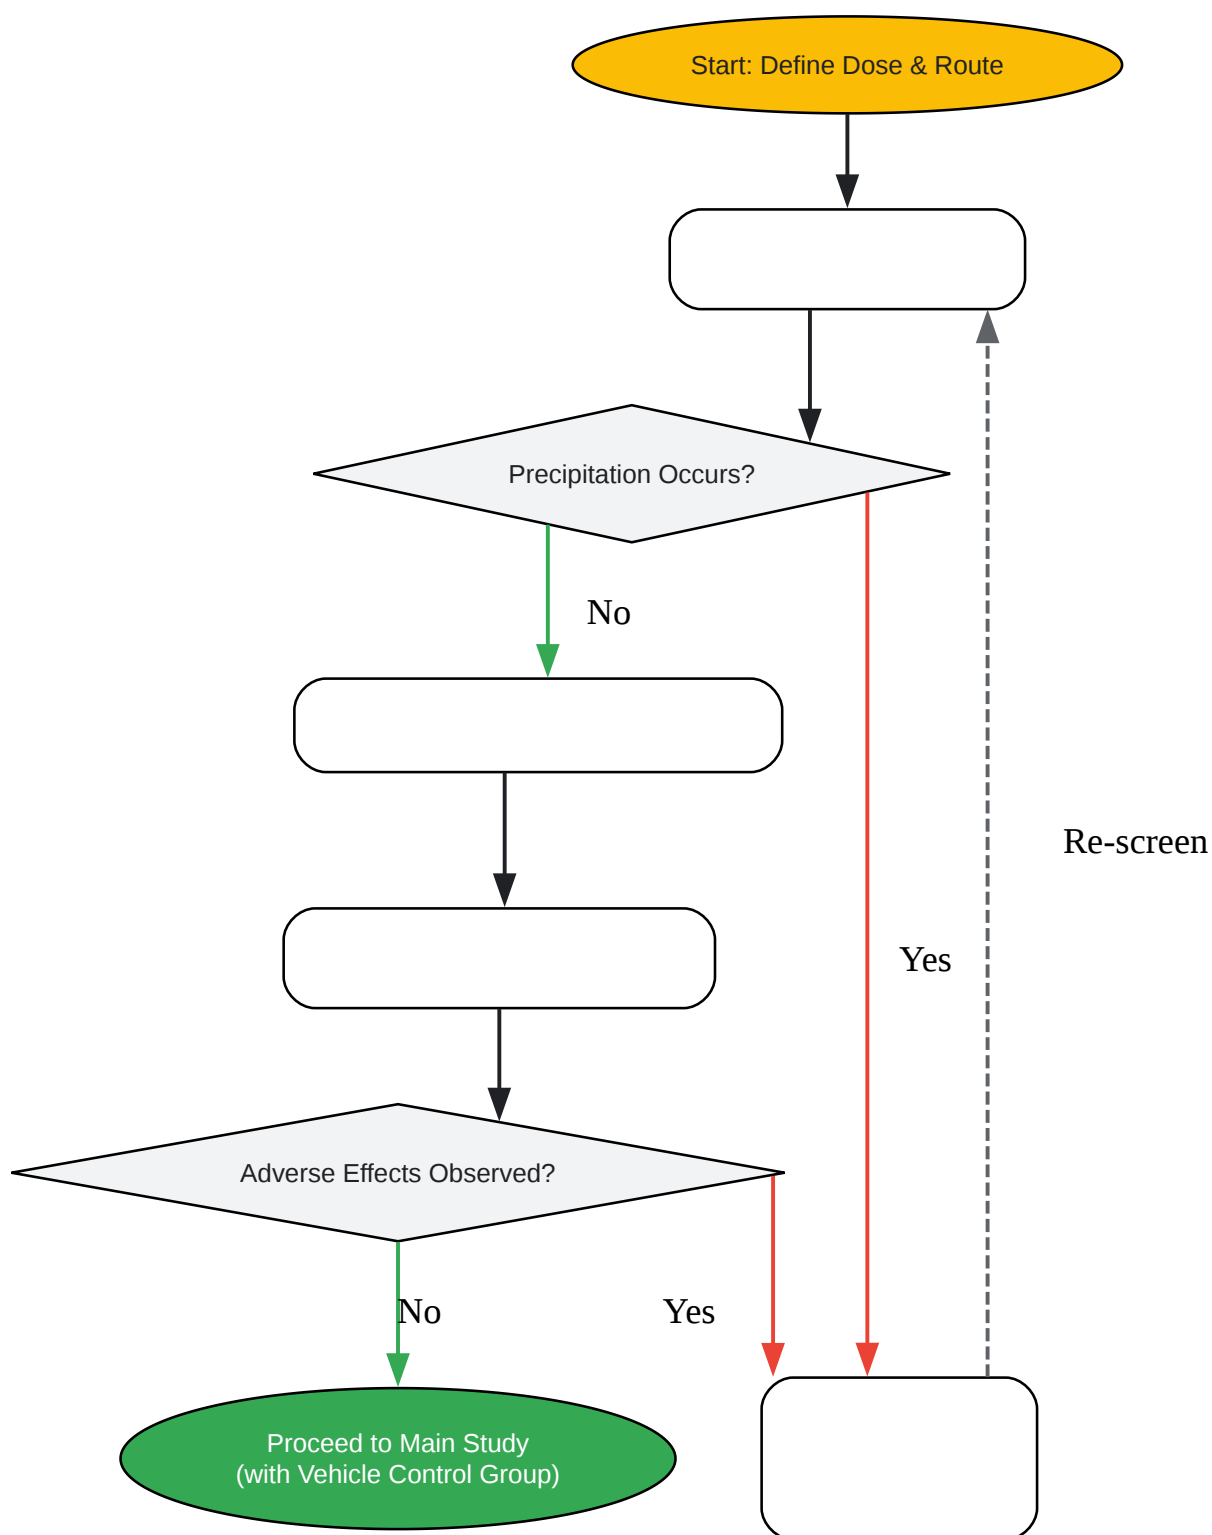 Start: Define Dose & Route
Precipitation Occurs?
No
Re-screen
Yes
Adverse Effects Observed?
No
Yes
Proceed to Main Study
(with Vehicle Control Group)